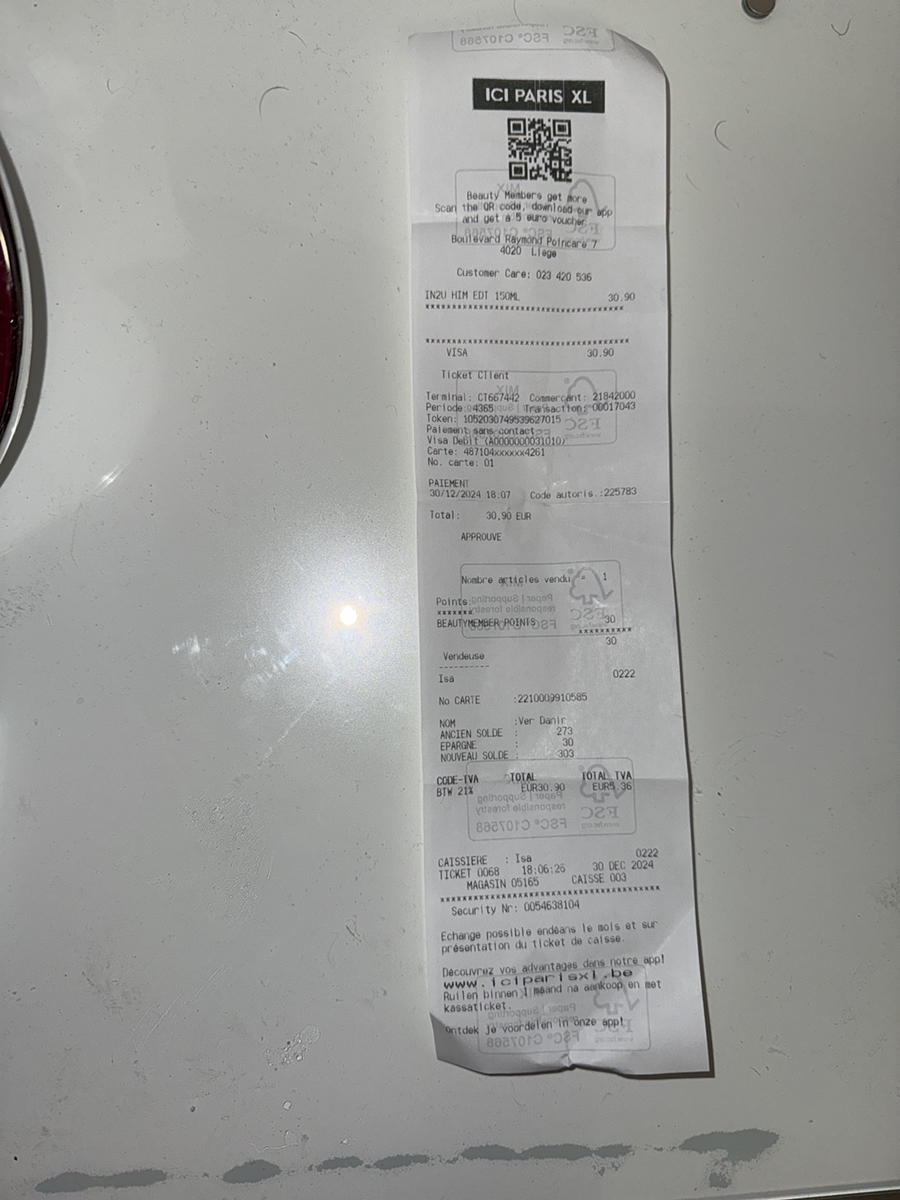 ICI PARIS XL
Beauty Members get more
Scan the QR code, download our app
and get a 5 euro voucher
Boulevard Raymond Poincare 7
4020 Liege
Customer Care: 023 420 536
IN2U HIM EDT 150ML 30.90
************************************
************************************
VISA 30.90
Ticket Client
Terminal: CT667442 Commercant: 21842000
Periode: 4365 Transaction: 00017043
Token: 1052030749539627015
Paiement sans contact
Visa Debit (A0000000031010)
Carte: 487104xxxxxx4261
No. carte: 01
PAIEMENT
30/12/2024 18:07 Code autoris.:225783
Total: 30,90 EUR
APPROUVE
Nombre articles vendu = 1
Points
*******
BEAUTYMEMBER POINTS 30
**********
30
Vendeuse
----------
Isa 0222
No CARTE :2210009910585
NOM :Ver Danir
ANCIEN SOLDE : 273
EPARGNE : 30
NOUVEAU SOLDE : 303
CODE-TVA TOTAL TOTAL TVA
BTW 21% EUR30.90 EUR5.36
CAISSIERE : Isa 0222
TICKET 0068 18:06:26 30 DEC 2024
MAGASIN 05165 CAISSE 003
****************************************
Security Nr: 0054638104
Echange possible endéans le mois et sur
présentation du ticket de caisse.
Découvrez vos advantages dans notre app!
www.iciparisxl.be
Ruilen binnen 1 maand na aankoop en met
kassaticket.
Ontdek je voordelen in onze app!